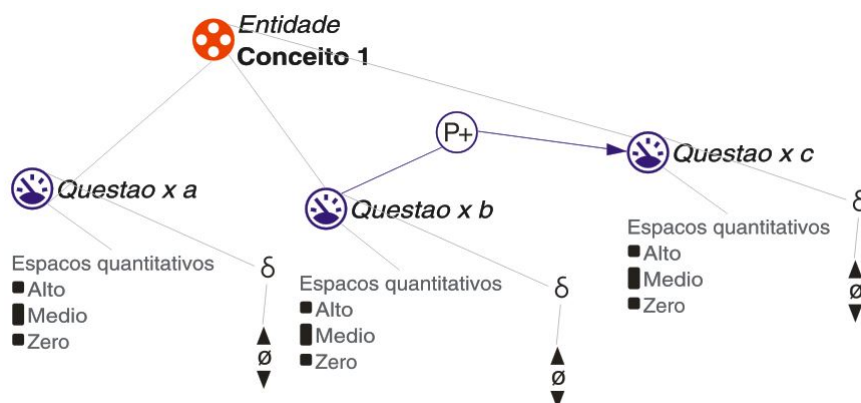 Entidade
Conceito 1
P+
Questao x a
Questao x b
Questao x c
δ
Espacos quantitativos
Alto
Medio
Zero
ø
δ
Espacos quantitativos
Alto
Medio
Zero
ø
δ
Espacos quantitativos
Alto
Medio
Zero
ø